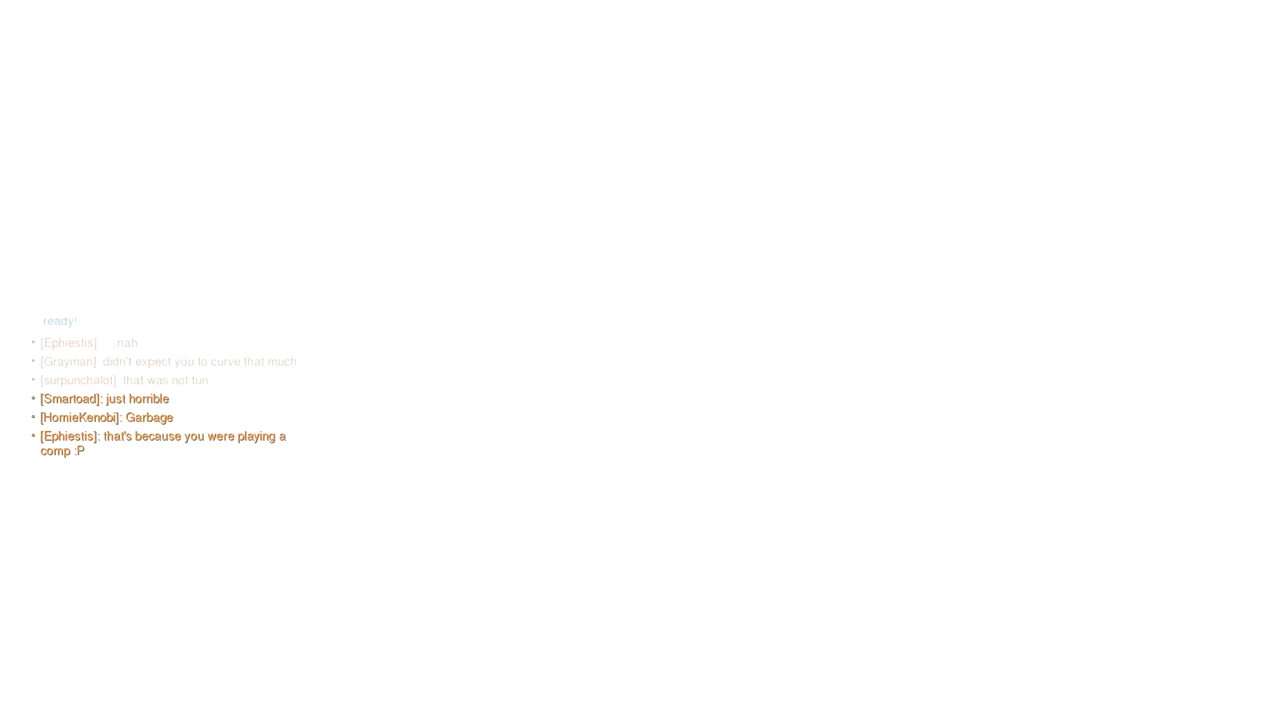 ready'
• [Ephiestis] nah
• [Grayman]: didn't expect you to curve that much
• [surpunchalot]: that was not fun
• [Smartoad]: just horrible
• [HomieKenobi]: Garbage
• [Ephiestis]: that's because you were playing a
comp :P